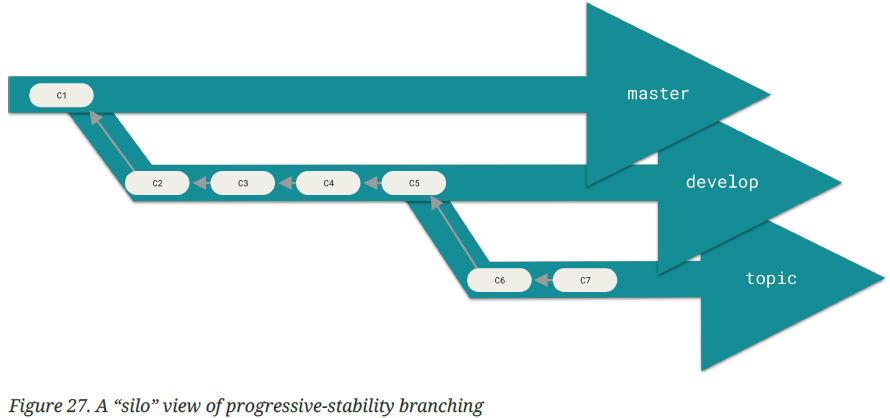 C1
master
C2
C3
C4
C5
develop
C6
C7
topic
Figure 27. A “silo” view of progressive-stability branching